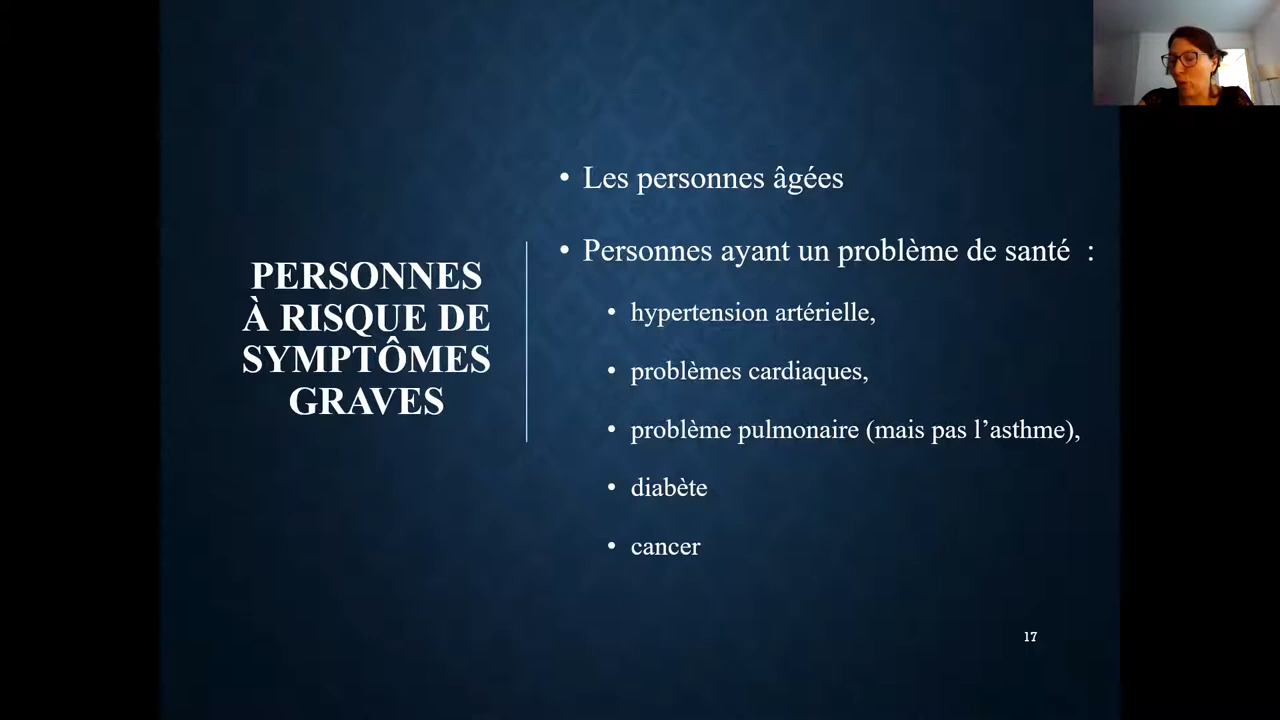 PERSONNES
À RISQUE DE
SYMPTÔMES
GRAVES
• Les personnes âgées
• Personnes ayant un problème de santé  :
• hypertension artérielle,
• problèmes cardiaques,
• problème pulmonaire (mais pas l’asthme),
• diabète
• cancer
17